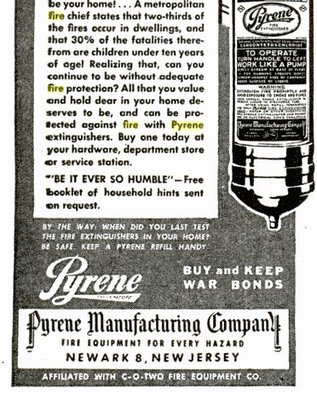 be your home! . . . A metropolitan
fire chief states that two-thirds of
the fires occur in dwellings, and
that 30% of the fatalities there-
from are children under ten years
of age! Realizing that, can you
continue to be without adequate
fire protection? All that you value
and hold dear in your home de-
serves to be, and can be pro-
tected against fire with Pyrene
extinguishers. Buy one today at
your hardware, department store
or service station.
"BE IT EVER SO HUMBLE"—Free
booklet of household hints sent
on request.
BY THE WAY: WHEN DID YOU LAST TEST
THE FIRE EXTINGUISHERS IN YOUR HOME?
BE SAFE, KEEP A PYRENE REFILL HANDY
Pyrene
FIRE
EXTINGUISHER
CARBON TETRACHLORIDE
TO OPERATE
TURN HANDLE TO LEFT
WORK LIKE A PUMP
WARNING
Pyrene Manufacturing Company
Pyrene
BUY and KEEP
WAR BONDS
Pyrene Manufacturing Company
FIRE EQUIPMENT FOR EVERY HAZARD
NEWARK 8, NEW JERSEY
AFFILIATED WITH C-O-TWO FIRE EQUIPMENT CO.